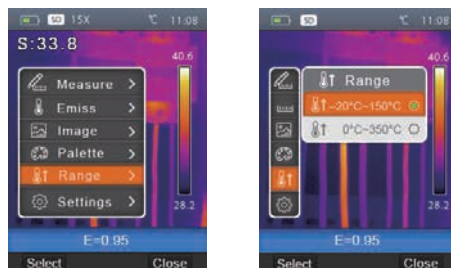 SD 15X °C 11:08
S:33.8
40.6
Measure >
Emiss >
Image >
Palette >
Range >
Settings >
28.2
E=0.95
Select Close
SD °C 11:08
40.6
Range
-20°C~150°C
0°C~350°C
28.2
E=0.95
Select Close